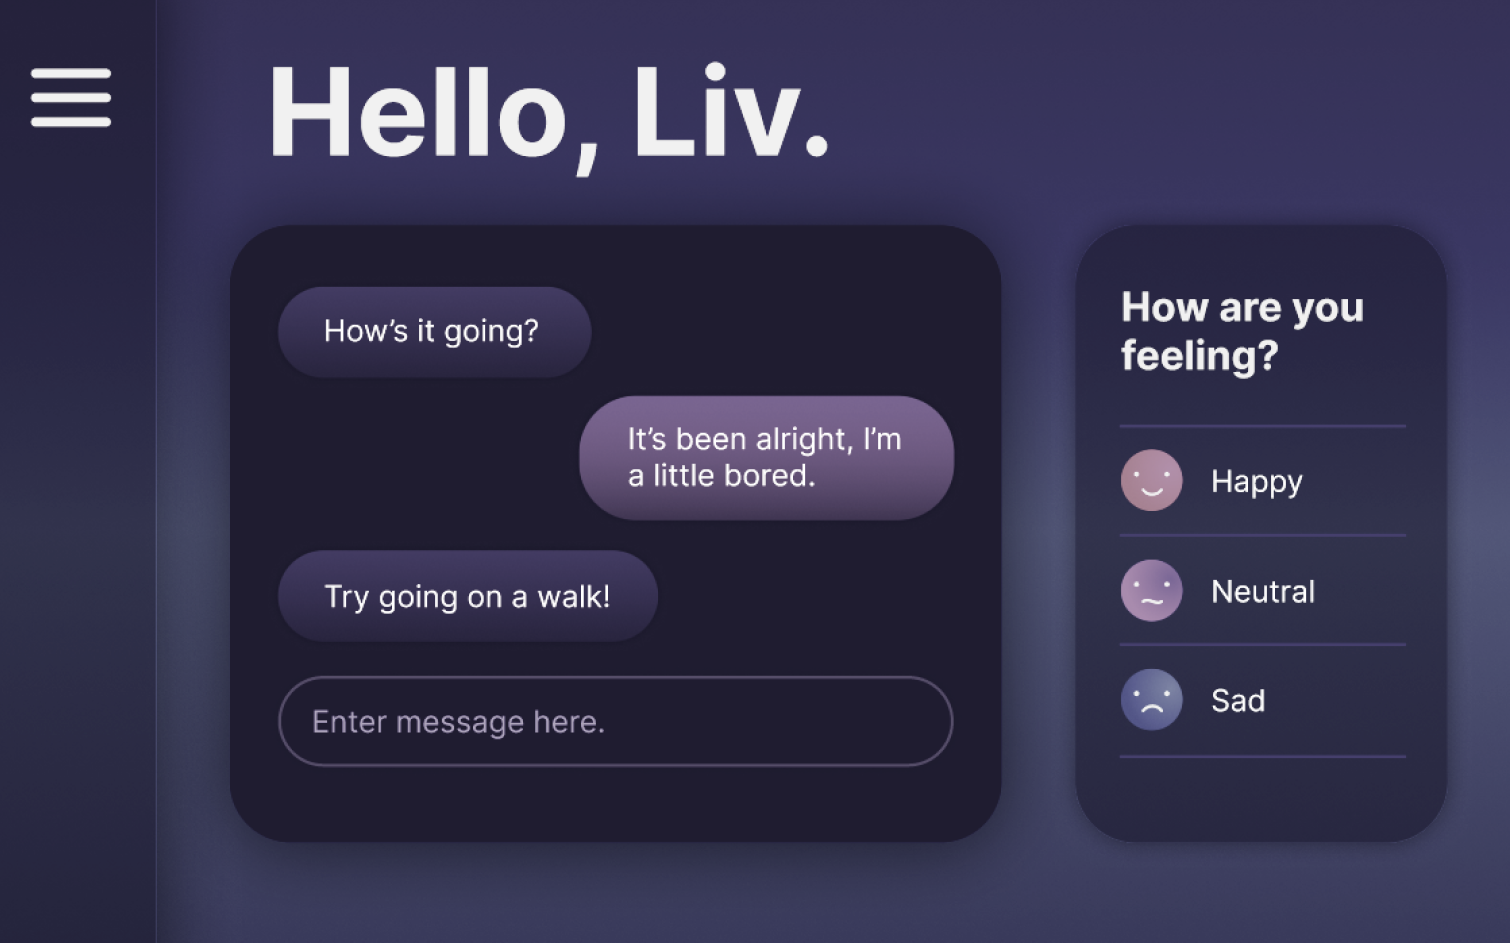 Hello, Liv.
How’s it going?
It’s been alright, I’m
a little bored.
Try going on a walk!
Enter message here.
How are you
feeling?
Happy
Neutral
Sad